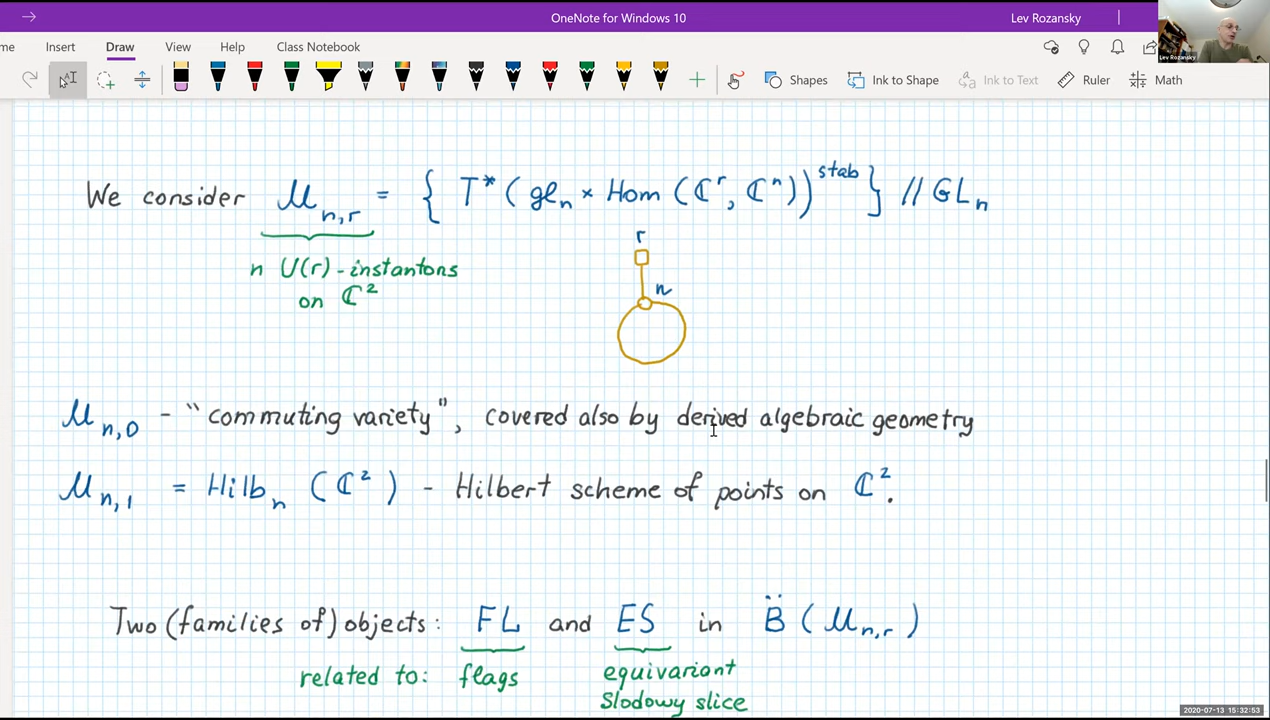 OneNote for Windows 10
Lev Rozansky
Insert Draw View Help Class Notebook
Shapes Ink to Shape Ink to Text Ruler Math
Lev Rozansky
We consider 𝓜_{n,r} = { T* ( gl_n × Hom (ℂ^r, ℂ^n))^{stab} } // GL_n
n U(r)-instantons
on ℂ²
r
n
𝓜_{n,0} - "commuting variety", covered also by derived algebraic geometry
𝓜_{n,1} = Hilb_n (ℂ²) - Hilbert scheme of points on ℂ².
Two (families of) objects: FL and ES in B̈ (𝓜_{n,r})
related to: flags equivariant
Slodowy slice
2020-07-13 15:32:53